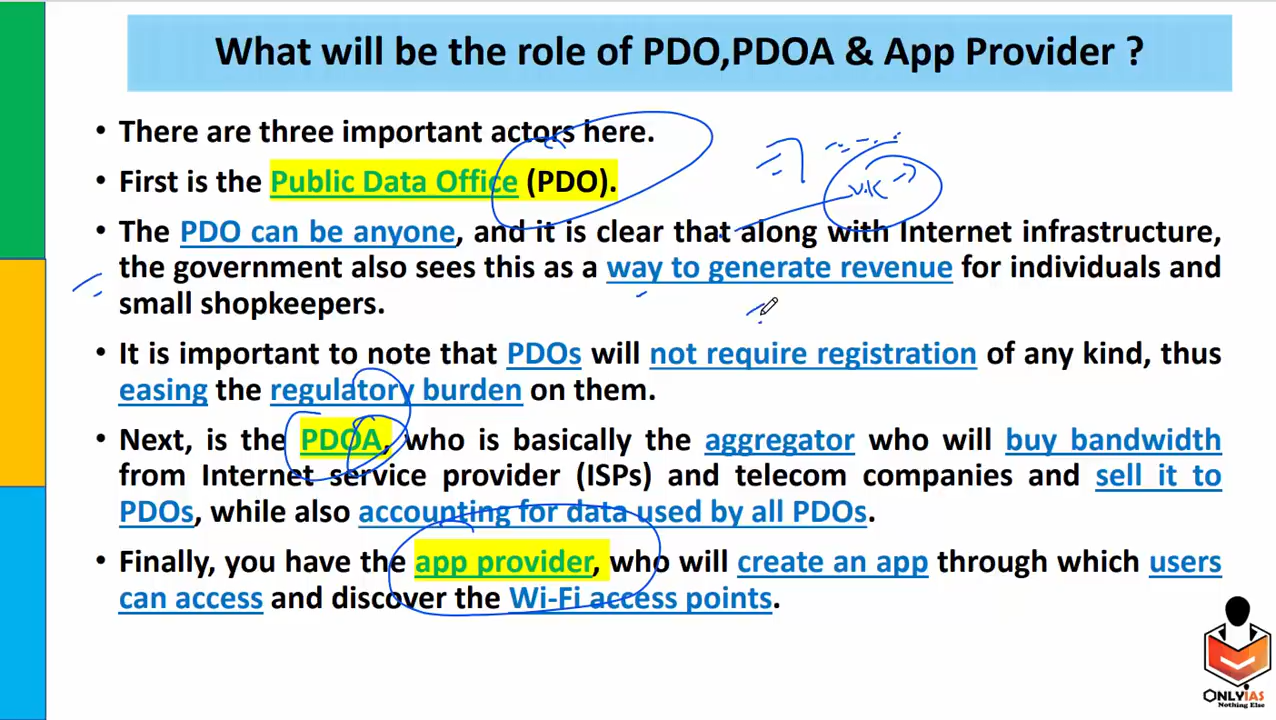 What will be the role of PDO,PDOA & App Provider ?
• There are three important actors here.
• First is the Public Data Office (PDO).
• The PDO can be anyone, and it is clear that along with Internet infrastructure,
the government also sees this as a way to generate revenue for individuals and
small shopkeepers.
• It is important to note that PDOs will not require registration of any kind, thus
easing the regulatory burden on them.
• Next, is the PDOA, who is basically the aggregator who will buy bandwidth
from Internet service provider (ISPs) and telecom companies and sell it to
PDOs, while also accounting for data used by all PDOs.
• Finally, you have the app provider, who will create an app through which users
can access and discover the Wi-Fi access points.
ONLYIAS
Nothing Else